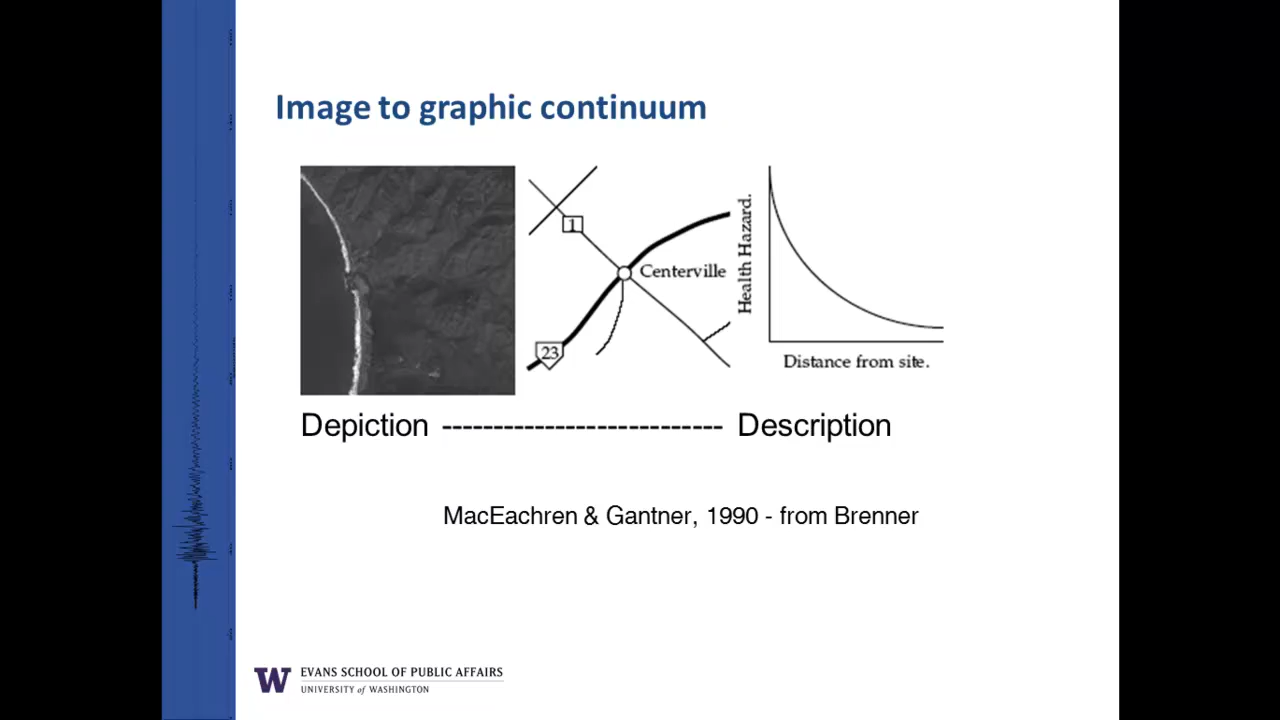 Image to graphic continuum
1
Centerville
23
Health Hazard.
Distance from site.
Depiction --------------------------- Description
MacEachren & Gantner, 1990 - from Brenner
W EVANS SCHOOL OF PUBLIC AFFAIRS
UNIVERSITY of WASHINGTON